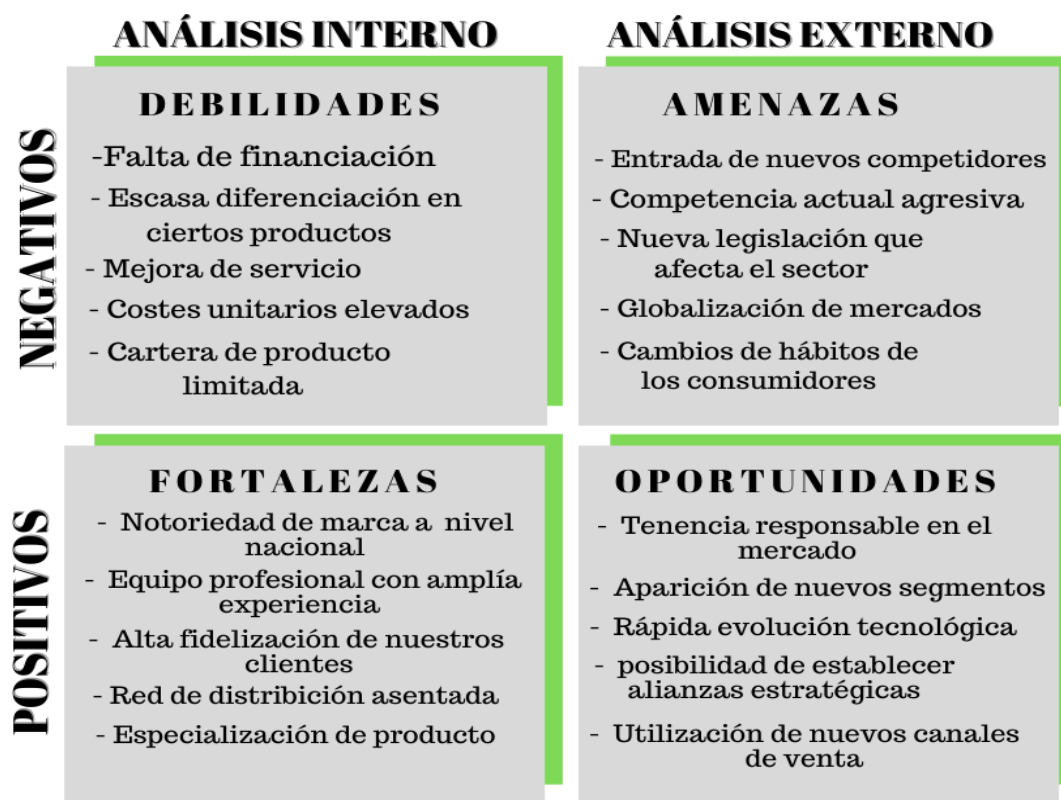 ANÁLISIS INTERNO
ANÁLISIS EXTERNO
NEGATIVOS
DEBILIDADES
-Falta de financiación
- Escasa diferenciación en
ciertos productos
- Mejora de servicio
- Costes unitarios elevados
- Cartera de producto
limitada
AMENAZAS
- Entrada de nuevos competidores
- Competencia actual agresiva
- Nueva legislación que
afecta el sector
- Globalización de mercados
- Cambios de hábitos de
los consumidores
POSITIVOS
FORTALEZAS
- Notoriedad de marca a nivel
nacional
- Equipo profesional con amplía
experiencia
- Alta fidelización de nuestros
clientes
- Red de distribición asentada
- Especialización de producto
OPORTUNIDADES
- Tenencia responsable en el
mercado
- Aparición de nuevos segmentos
- Rápida evolución tecnológica
- posibilidad de establecer
alianzas estratégicas
- Utilización de nuevos canales
de venta